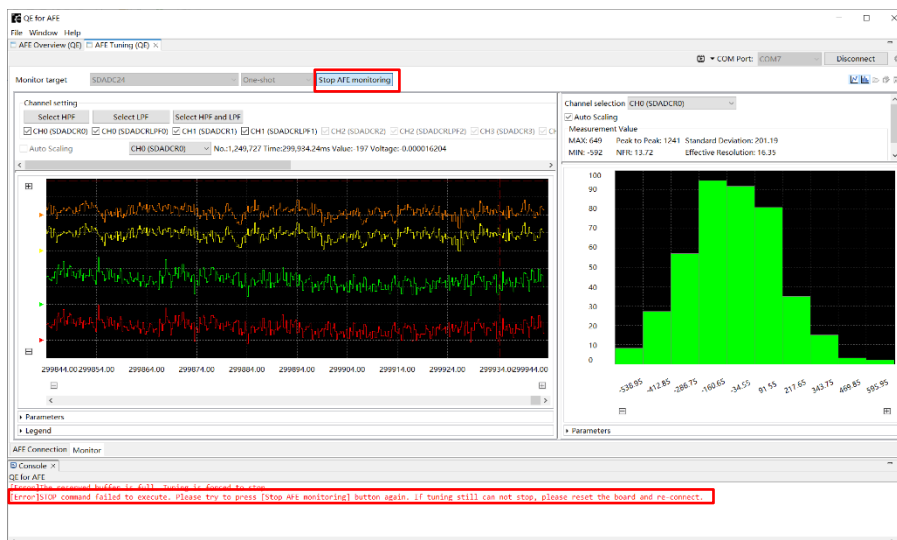 QE for AFE
File Window Help
AFE Overview (QE) AFE Tuning (QE)
COM Port: COM7 Disconnect
Monitor target SDADC24 One-shot Stop AFE monitoring
Channel setting
Select HPF Select LPF Select HPF and LPF
CH0 (SDADCR0) CH0 (SDADCRLPF0) CH1 (SDADCR1) CH1 (SDADCRLPF1) CH2 (SDADCR2) CH2 (SDADCRLPF2) CH3 (SDADCR3)
Auto Scaling CH0 (SDADCR0) No.:1,249,727 Time:299,934.24ms Value: 197 Voltage: 0.000016204
299844.00 299854.00 299864.00 299874.00 299884.00 299894.00 299904.00 299914.00 299924.00 299934.00 299944.00
Parameters
Legend
Channel selection CH0 (SDADCR0)
Auto Scaling
Measurement Value
MAX: 649 Peak to Peak: 1241 Standard Deviation: 201.19
MIN: -592 NFR: 13.72 Effective Resolution: 16.35
100
90
80
70
60
50
40
30
20
10
0
-538.95 -412.85 -286.75 -160.65 -34.55 91.55 217.65 343.75 469.85 595.95
Parameters
AFE Connection Monitor
Console
QE for AFE
[Error]The reserved buffer is full. Tuning is forced to stop.
[Error]STOP command failed to execute. Please try to press [Stop AFE monitoring] button again. If tuning still can not stop, please reset the board and re-connect.